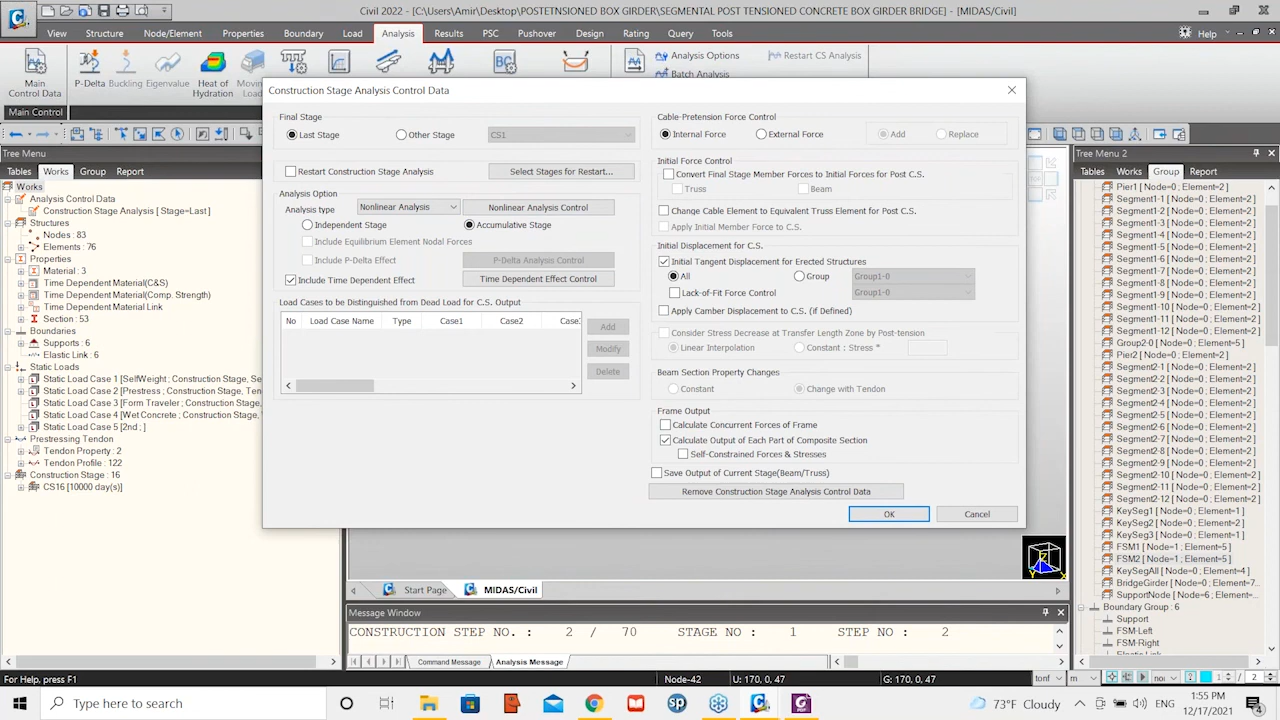 Civil 2022 - [C:\Users\Amir\Desktop\POSTETNSIONED BOX GIRDER\SEGMENTAL POST TENSIONED CONCRETE BOX GIRDER BRIDGE] - [MIDAS/Civil]
View Structure Node/Element Properties Boundary Load Analysis Results PSC Pushover Design Rating Query Tools Help
Main Control Data
P-Delta Buckling Eigenvalue Heat of Hydration
Analysis Options
Restart CS Analysis
Batch Analysis
Main Control
Tree Menu
Tables Works Group Report
Works
Analysis Control Data
Construction Stage Analysis [ Stage=Last ]
Structures
Nodes : 83
Elements : 76
Properties
Material : 3
Time Dependent Material(C&S)
Time Dependent Material(Comp. Strength)
Time Dependent Material Link
Section : 53
Boundaries
Supports : 6
Elastic Link : 6
Static Loads
Static Load Case 1 [SelfWeight ; Construction Stage, Se
Static Load Case 2 [Prestress ; Construction Stage, Ten
Static Load Case 3 [Form Traveler ; Construction Stage,
Static Load Case 4 [Wet Concrete ; Construction Stage,
Static Load Case 5 [2nd ; ]
Prestressing Tendon
Tendon Property : 2
Tendon Profile : 122
Construction Stage : 16
CS16 [10000 day(s)]
Construction Stage Analysis Control Data
Final Stage
Last Stage Other Stage CS1
Restart Construction Stage Analysis Select Stages for Restart...
Analysis Option
Analysis type Nonlinear Analysis Nonlinear Analysis Control
Independent Stage Accumulative Stage
Include Equilibrium Element Nodal Forces
Include P-Delta Effect P-Delta Analysis Control
Include Time Dependent Effect Time Dependent Effect Control
Load Cases to be Distinguished from Dead Load for C.S. Output
No Load Case Name Type Case1 Case2 Case:
Add
Modify
Delete
Cable-Pretension Force Control
Internal Force External Force Add Replace
Initial Force Control
Convert Final Stage Member Forces to Initial Forces for Post C.S.
Truss Beam
Change Cable Element to Equivalent Truss Element for Post C.S.
Apply Initial Member Force to C.S.
Initial Displacement for C.S.
Initial Tangent Displacement for Erected Structures
All Group Group1-0
Lack-of-Fit Force Control Group1-0
Apply Camber Displacement to C.S. (if Defined)
Consider Stress Decrease at Transfer Length Zone by Post-tension
Linear Interpolation Constant : Stress *
Beam Section Property Changes
Constant Change with Tendon
Frame Output
Calculate Concurrent Forces of Frame
Calculate Output of Each Part of Composite Section
Self-Constrained Forces & Stresses
Save Output of Current Stage(Beam/Truss)
Remove Construction Stage Analysis Control Data
OK Cancel
Tree Menu 2
Tables Works Group Report
Pier1 [ Node=0 ; Element=2 ]
Segment1-1 [ Node=0 ; Element=2 ]
Segment1-2 [ Node=0 ; Element=2 ]
Segment1-3 [ Node=0 ; Element=2 ]
Segment1-4 [ Node=0 ; Element=2 ]
Segment1-5 [ Node=0 ; Element=2 ]
Segment1-6 [ Node=0 ; Element=2 ]
Segment1-7 [ Node=0 ; Element=2 ]
Segment1-8 [ Node=0 ; Element=2 ]
Segment1-9 [ Node=0 ; Element=2 ]
Segment1-10 [ Node=0 ; Element=2 ]
Segment1-11 [ Node=0 ; Element=2 ]
Segment1-12 [ Node=0 ; Element=2 ]
Group2-0 [ Node=0 ; Element=5 ]
Pier2 [ Node=0 ; Element=2 ]
Segment2-1 [ Node=0 ; Element=2 ]
Segment2-2 [ Node=0 ; Element=2 ]
Segment2-3 [ Node=0 ; Element=2 ]
Segment2-4 [ Node=0 ; Element=2 ]
Segment2-5 [ Node=0 ; Element=2 ]
Segment2-6 [ Node=0 ; Element=2 ]
Segment2-7 [ Node=0 ; Element=2 ]
Segment2-8 [ Node=0 ; Element=2 ]
Segment2-9 [ Node=0 ; Element=2 ]
Segment2-10 [ Node=0 ; Element=2 ]
Segment2-11 [ Node=0 ; Element=2 ]
Segment2-12 [ Node=0 ; Element=2 ]
KeySeg1 [ Node=0 ; Element=1 ]
KeySeg2 [ Node=0 ; Element=2 ]
KeySeg3 [ Node=0 ; Element=1 ]
FSM1 [ Node=1 ; Element=5 ]
FSM2 [ Node=1 ; Element=5 ]
KeySegAll [ Node=0 ; Element=4 ]
BridgeGirder [ Node=0 ; Element=7...
SupportNode [ Node=6 ; Element=...
Boundary Group : 6
Support
FSM-Left
FSM-Right
Start Page MIDAS/Civil
Message Window
CONSTRUCTION STEP NO. : 2 / 70 STAGE NO : 1 STEP NO : 2
Command Message Analysis Message
For Help, press F1 Node-42 U: 170, 0, 47 G: 170, 0, 47 tonf m
Type here to search
73°F Cloudy
1:55 PM
12/17/2021